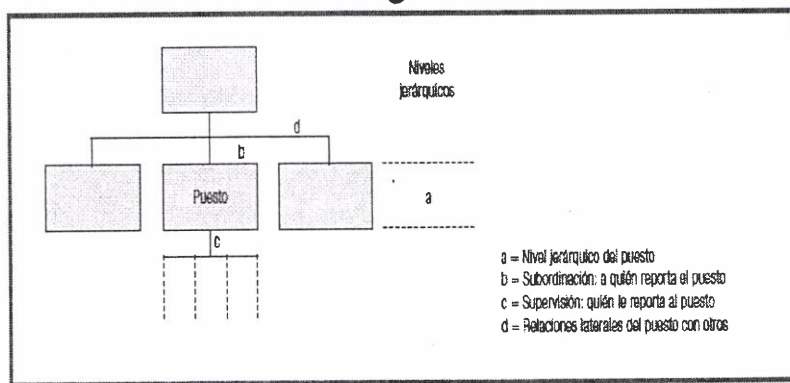 Niveles
jerárquicos
d
b
Puesto
a
c
a = Nivel jerárquico del puesto
b = Subordinación: a quién reporta el puesto
c = Supervisión: quién le reporta al puesto
d = Relaciones laterales del puesto con otros